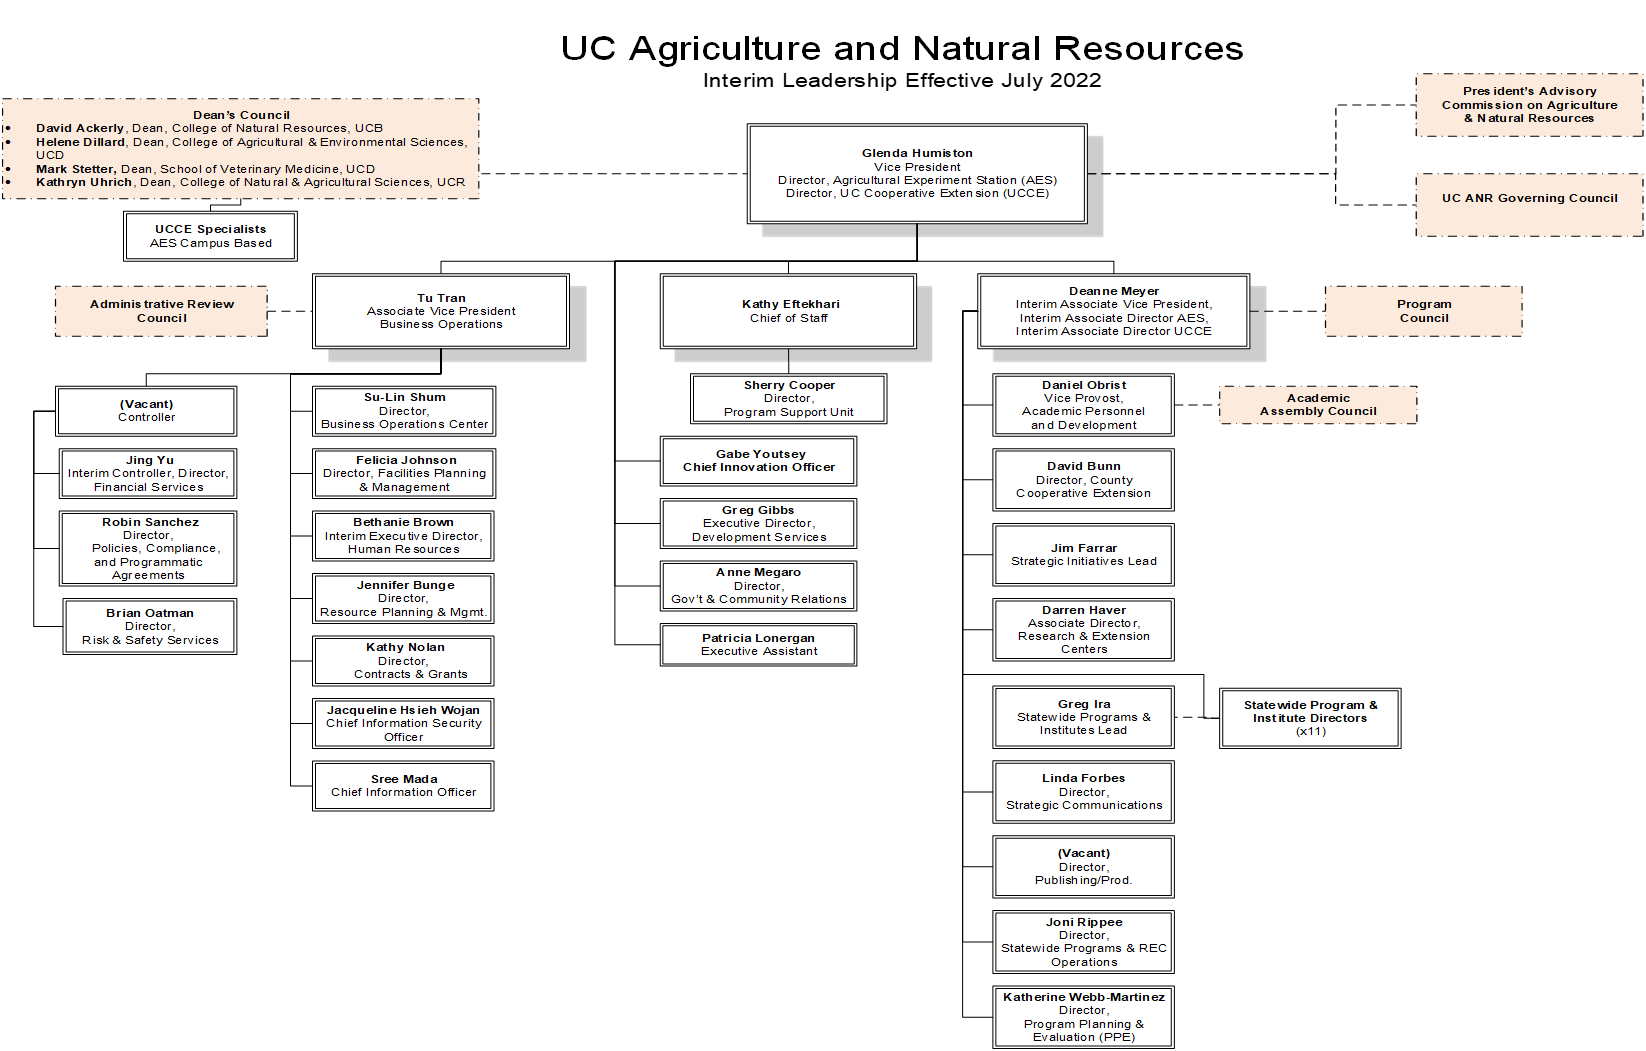 UC Agriculture and Natural Resources
Interim Leadership Effective July 2022
Dean's Council
• David Ackerly, Dean, College of Natural Resources, UCB
• Helene Dillard, Dean, College of Agricultural & Environmental Sciences,
UCD
• Mark Stetter, Dean, School of Veterinary Medicine, UCD
• Kathryn Uhrich, Dean, College of Natural & Agricultural Sciences, UCR
UCCE Specialists
AES Campus Based
Glenda Humiston
Vice President
Director, Agricultural Experiment Station (AES)
Director, UC Cooperative Extension (UCCE)
President's Advisory
Commission on Agriculture
& Natural Resources
UC ANR Governing Council
Administrative Review
Council
Tu Tran
Associate Vice President
Business Operations
Kathy Eftekhari
Chief of Staff
Deanne Meyer
Interim Associate Vice President,
Interim Associate Director AES,
Interim Associate Director UCCE
Program
Council
(Vacant)
Controller
Jing Yu
Interim Controller, Director,
Financial Services
Robin Sanchez
Director,
Policies, Compliance,
and Programmatic
Agreements
Brian Oatman
Director,
Risk & Safety Services
Su-Lin Shum
Director,
Business Operations Center
Felicia Johnson
Director, Facilities Planning
& Management
Bethanie Brown
Interim Executive Director,
Human Resources
Jennifer Bunge
Director,
Resource Planning & Mgmt.
Kathy Nolan
Director,
Contracts & Grants
Jacqueline Hsieh Wojan
Chief Information Security
Officer
Sree Mada
Chief Information Officer
Sherry Cooper
Director,
Program Support Unit
Gabe Youtsey
Chief Innovation Officer
Greg Gibbs
Executive Director,
Development Services
Anne Megaro
Director,
Gov't & Community Relations
Patricia Lonergan
Executive Assistant
Daniel Obrist
Vice Provost,
Academic Personnel
and Development
Academic
Assembly Council
David Bunn
Director, County
Cooperative Extension
Jim Farrar
Strategic Initiatives Lead
Darren Haver
Associate Director,
Research & Extension
Centers
Greg Ira
Statewide Programs &
Institutes Lead
Statewide Program &
Institute Directors
(x11)
Linda Forbes
Director,
Strategic Communications
(Vacant)
Director,
Publishing/Prod.
Joni Rippee
Director,
Statewide Programs & REC
Operations
Katherine Webb-Martinez
Director,
Program Planning &
Evaluation (PPE)